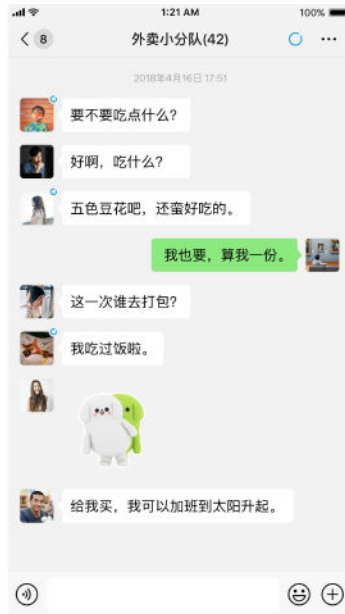 1:21 AM
100%
8
外卖小分队(42)
2018年4月16日 17:51
要不要吃点什么?
好啊，吃什么?
五色豆花吧，还蛮好吃的。
我也要，算我一份。
这一次谁去打包?
我吃过饭啦。
给我买，我可以加班到太阳升起。